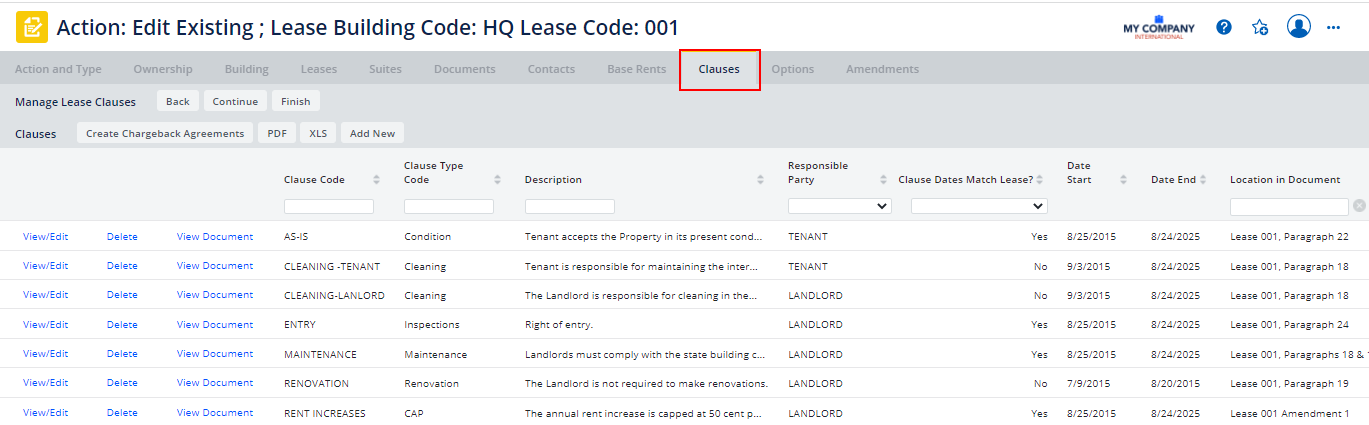 Action: Edit Existing ; Lease Building Code: HQ Lease Code: 001
MY COMPANY
INTERNATIONAL
Action and Type Ownership Building Leases Suites Documents Contacts Base Rents Clauses Options Amendments
Manage Lease Clauses Back Continue Finish
Clauses Create Chargeback Agreements PDF XLS Add New
Clause Code Clause Type Code Description Responsible Party Clause Dates Match Lease? Date Start Date End Location in Document
View/Edit Delete View Document AS-IS Condition Tenant accepts the Property in its present cond... TENANT Yes 8/25/2015 8/24/2025 Lease 001, Paragraph 22
View/Edit Delete View Document CLEANING -TENANT Cleaning Tenant is responsible for maintaining the inter... TENANT No 9/3/2015 8/24/2025 Lease 001, Paragraph 18
View/Edit Delete View Document CLEANING-LANLORD Cleaning The Landlord is responsible for cleaning in the... LANDLORD No 9/3/2015 8/24/2025 Lease 001, Paragraph 18
View/Edit Delete View Document ENTRY Inspections Right of entry. LANDLORD Yes 8/25/2015 8/24/2025 Lease 001, Paragraph 24
View/Edit Delete View Document MAINTENANCE Maintenance Landlords must comply with the state building c... LANDLORD Yes 8/25/2015 8/24/2025 Lease 001, Paragraphs 18 &
View/Edit Delete View Document RENOVATION Renovation The Landlord is not required to make renovations. LANDLORD No 7/9/2015 8/20/2015 Lease 001, Paragraph 19
View/Edit Delete View Document RENT INCREASES CAP The annual rent increase is capped at 50 cent p... LANDLORD Yes 8/25/2015 8/24/2025 Lease 001 Amendment 1